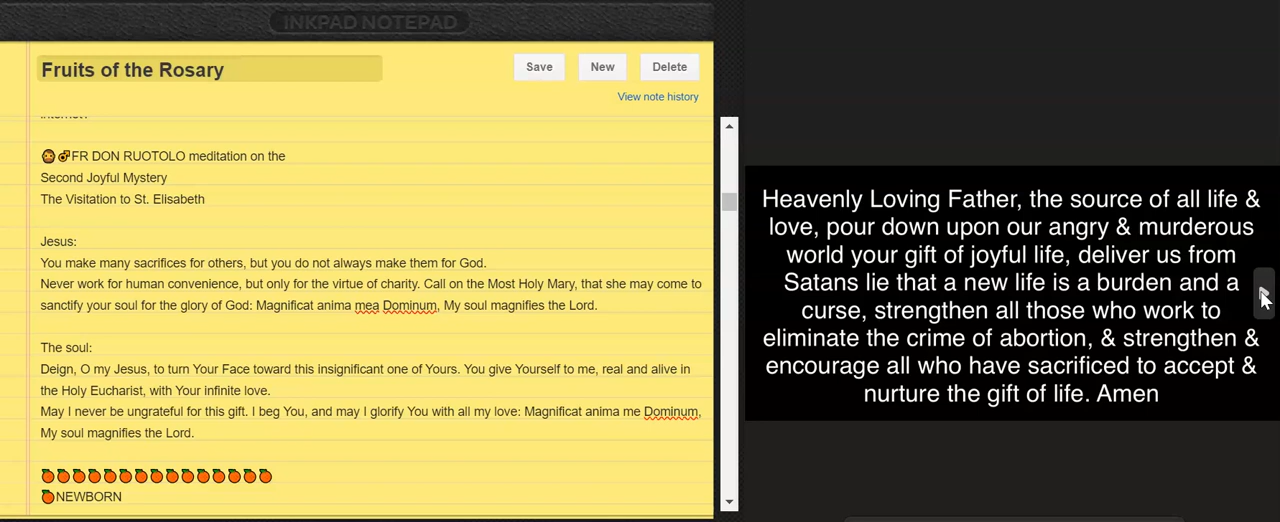 INKPAD NOTEPAD
Fruits of the Rosary
Save
New
Delete
View note history
FR DON RUOTOLO meditation on the
Second Joyful Mystery
The Visitation to St. Elisabeth
Jesus:
You make many sacrifices for others, but you do not always make them for God.
Never work for human convenience, but only for the virtue of charity. Call on the Most Holy Mary, that she may come to
sanctify your soul for the glory of God: Magnificat anima mea Dominum, My soul magnifies the Lord.
The soul:
Deign, O my Jesus, to turn Your Face toward this insignificant one of Yours. You give Yourself to me, real and alive in
the Holy Eucharist, with Your infinite love.
May I never be ungrateful for this gift. I beg You, and may I glorify You with all my love: Magnificat anima me Dominum,
My soul magnifies the Lord.
NEWBORN
Heavenly Loving Father, the source of all life &
love, pour down upon our angry & murderous
world your gift of joyful life, deliver us from
Satans lie that a new life is a burden and a
curse, strengthen all those who work to
eliminate the crime of abortion, & strengthen &
encourage all who have sacrificed to accept &
nurture the gift of life. Amen